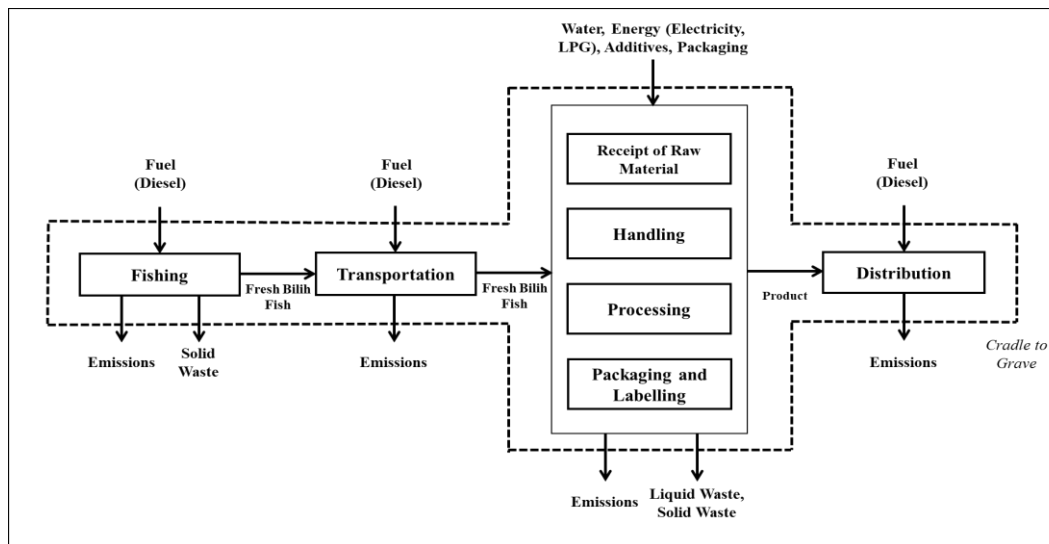 Water, Energy (Electricity,
LPG), Additives, Packaging
Fuel
(Diesel)
Fuel
(Diesel)
Receipt of Raw
Material
Fuel
(Diesel)
Handling
Fishing
Fresh Bilih
Fish
Transportation
Fresh Bilih
Fish
Processing
Product
Distribution
Emissions
Solid
Waste
Emissions
Packaging and
Labelling
Emissions
Cradle to
Grave
Emissions
Liquid Waste,
Solid Waste